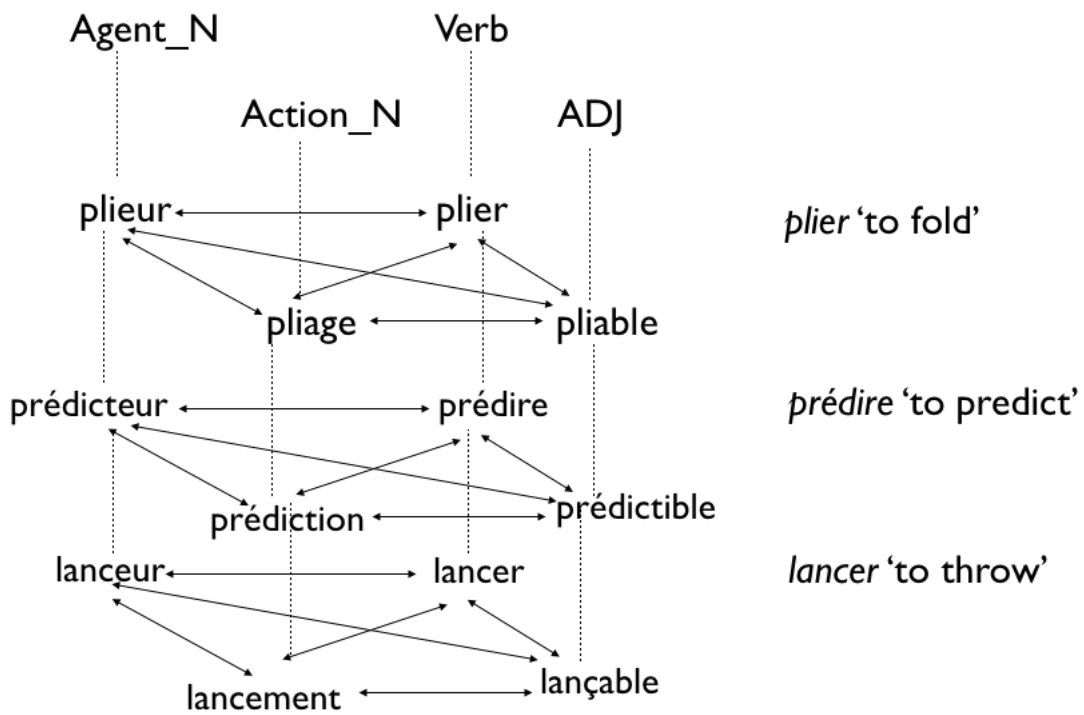 Agent_N Verb
Action_N ADJ
plieur plier plier ‘to fold’
pliage pliable
prédicteur prédire prédire ‘to predict’
prédiction prédictible
lanceur lancer lancer ‘to throw’
lancement lançable